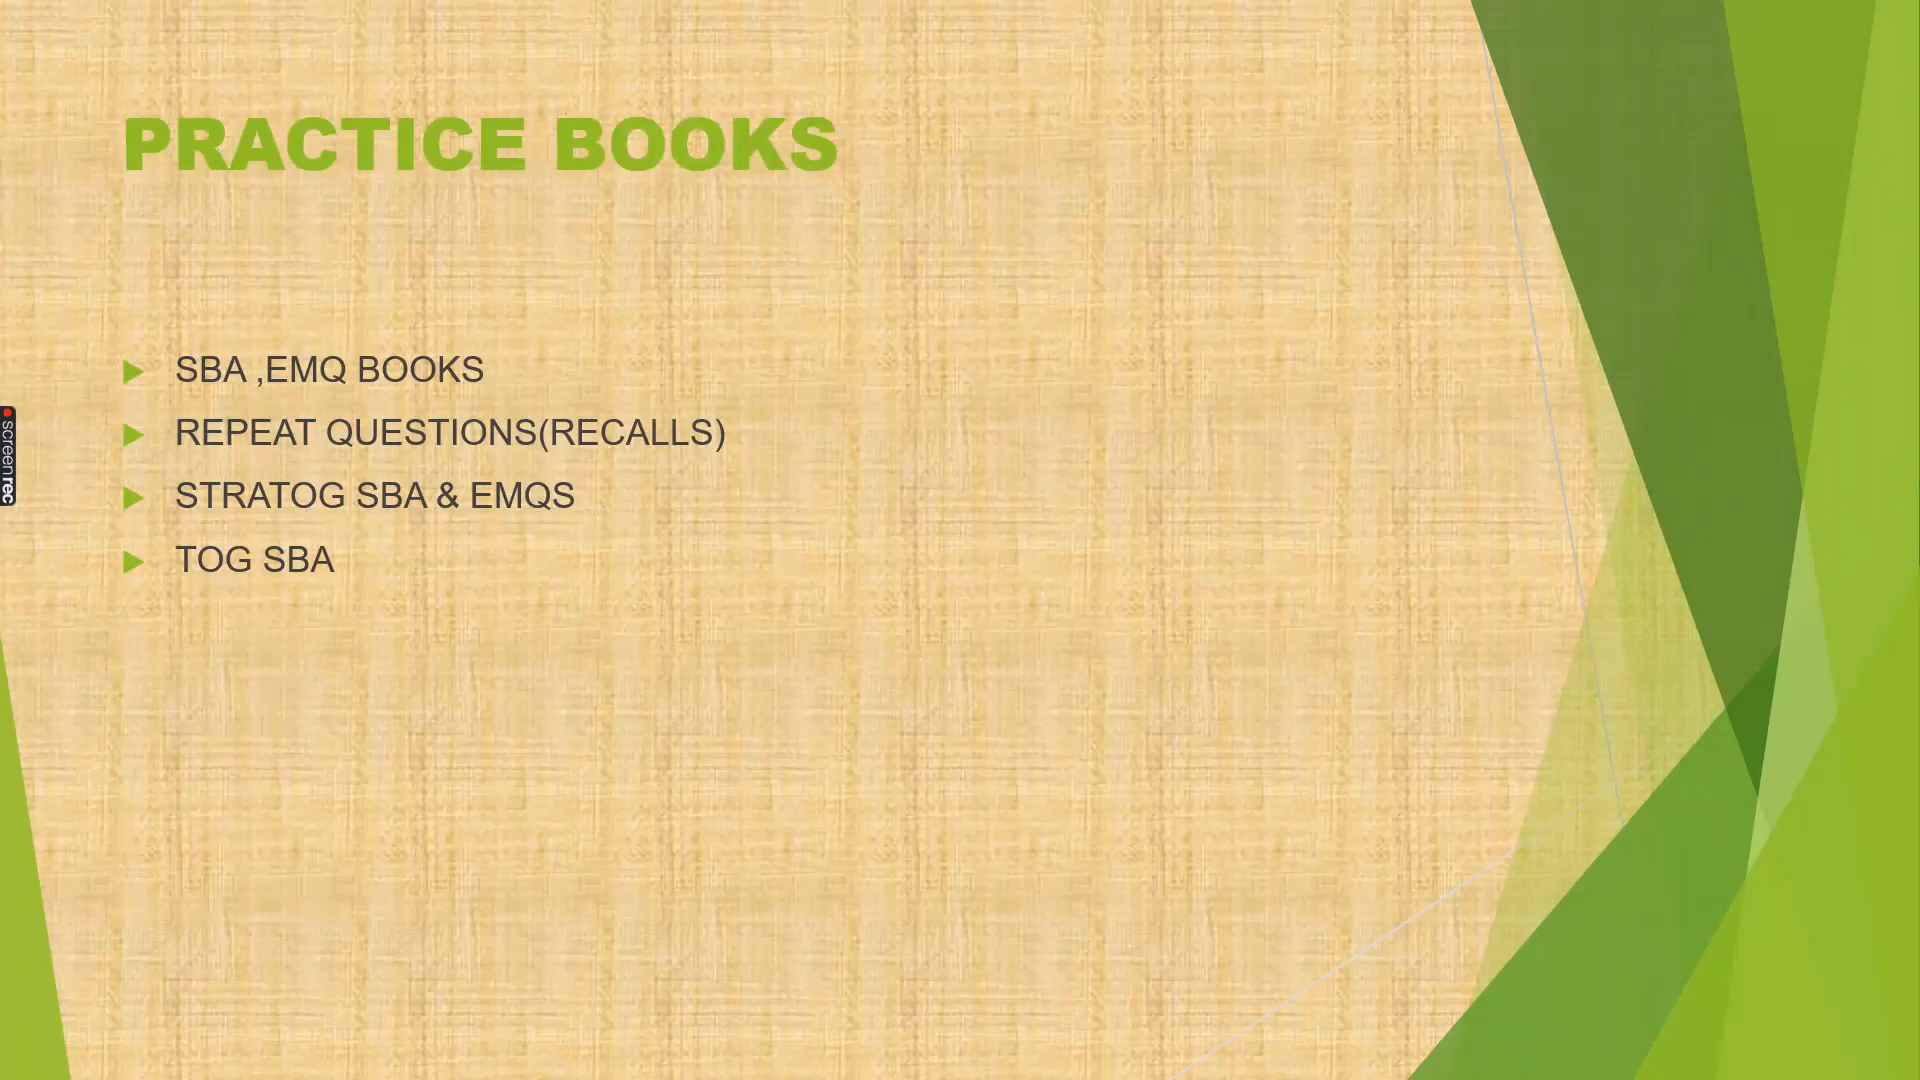 PRACTICE BOOKS
SBA ,EMQ BOOKS
REPEAT QUESTIONS(RECALLS)
STRATOG SBA & EMQS
TOG SBA
screenrec